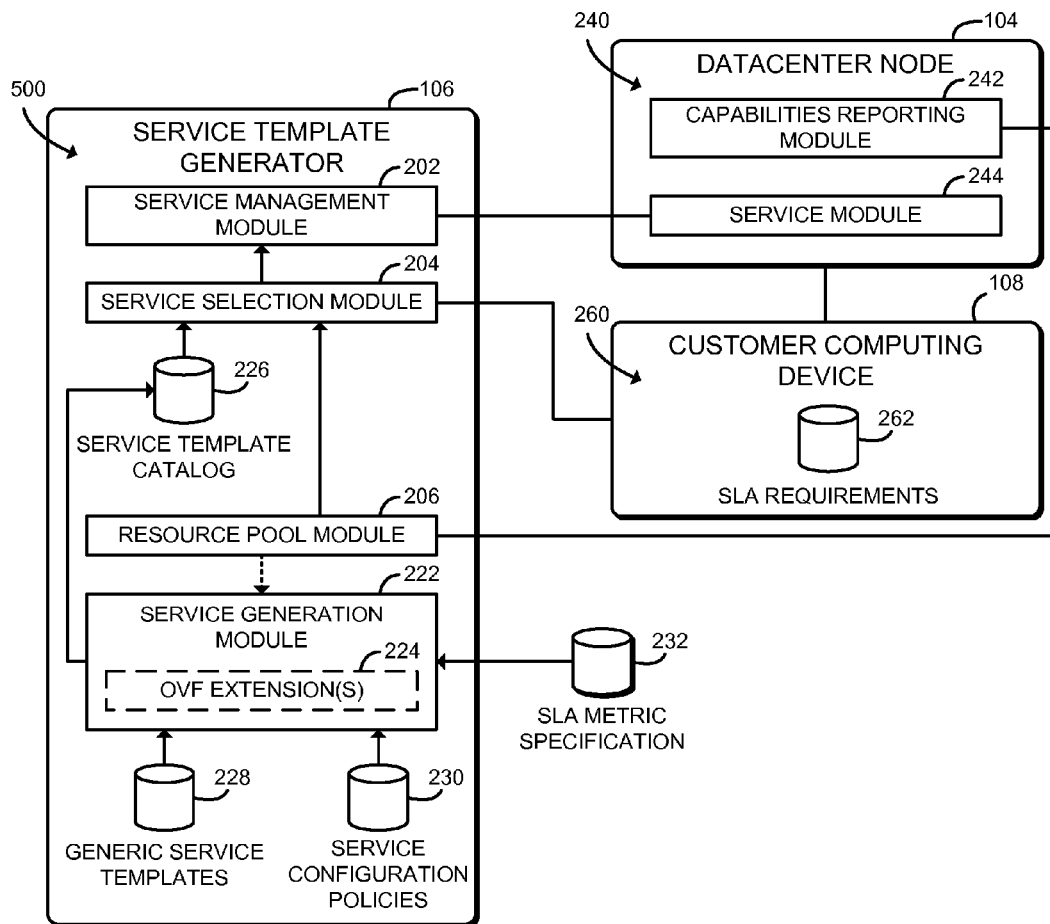 500
106
SERVICE TEMPLATE
GENERATOR
202
SERVICE MANAGEMENT
MODULE
204
SERVICE SELECTION MODULE
226
SERVICE TEMPLATE
CATALOG
206
RESOURCE POOL MODULE
222
SERVICE GENERATION
MODULE
224
OVF EXTENSION(S)
228
GENERIC SERVICE
TEMPLATES
230
SERVICE
CONFIGURATION
POLICIES
232
SLA METRIC
SPECIFICATION
240
104
DATACENTER NODE
242
CAPABILITIES REPORTING
MODULE
244
SERVICE MODULE
260
108
CUSTOMER COMPUTING
DEVICE
262
SLA REQUIREMENTS